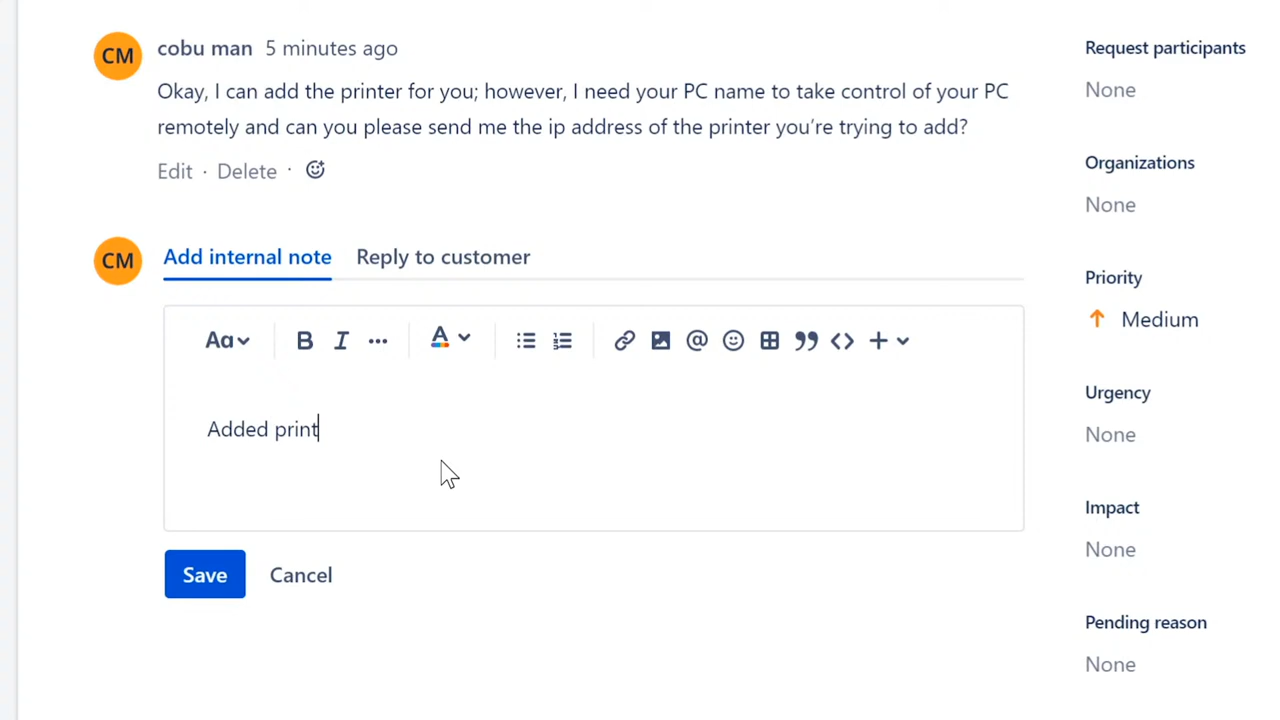 CM cobu man 5 minutes ago
Okay, I can add the printer for you; however, I need your PC name to take control of your PC
remotely and can you please send me the ip address of the printer you're trying to add?
Edit · Delete ·
CM Add internal note Reply to customer
Aa B I ••• A @ +
Added print
Save Cancel
Request participants
None
Organizations
None
Priority
Medium
Urgency
None
Impact
None
Pending reason
None